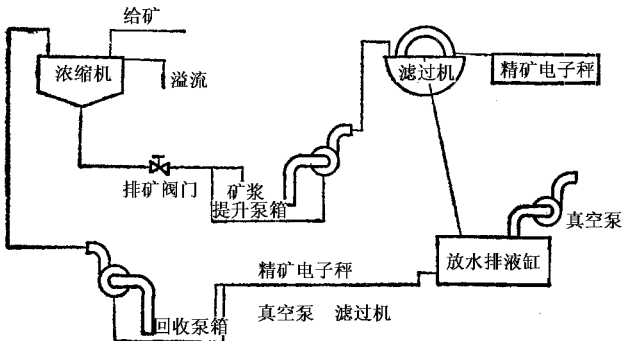 给矿
浓缩机
溢流
滤过机
精矿电子秤
排矿阀门
矿浆
提升泵箱
真空泵
放水排液缸
精矿电子秤
回收泵箱
真空泵 滤过机